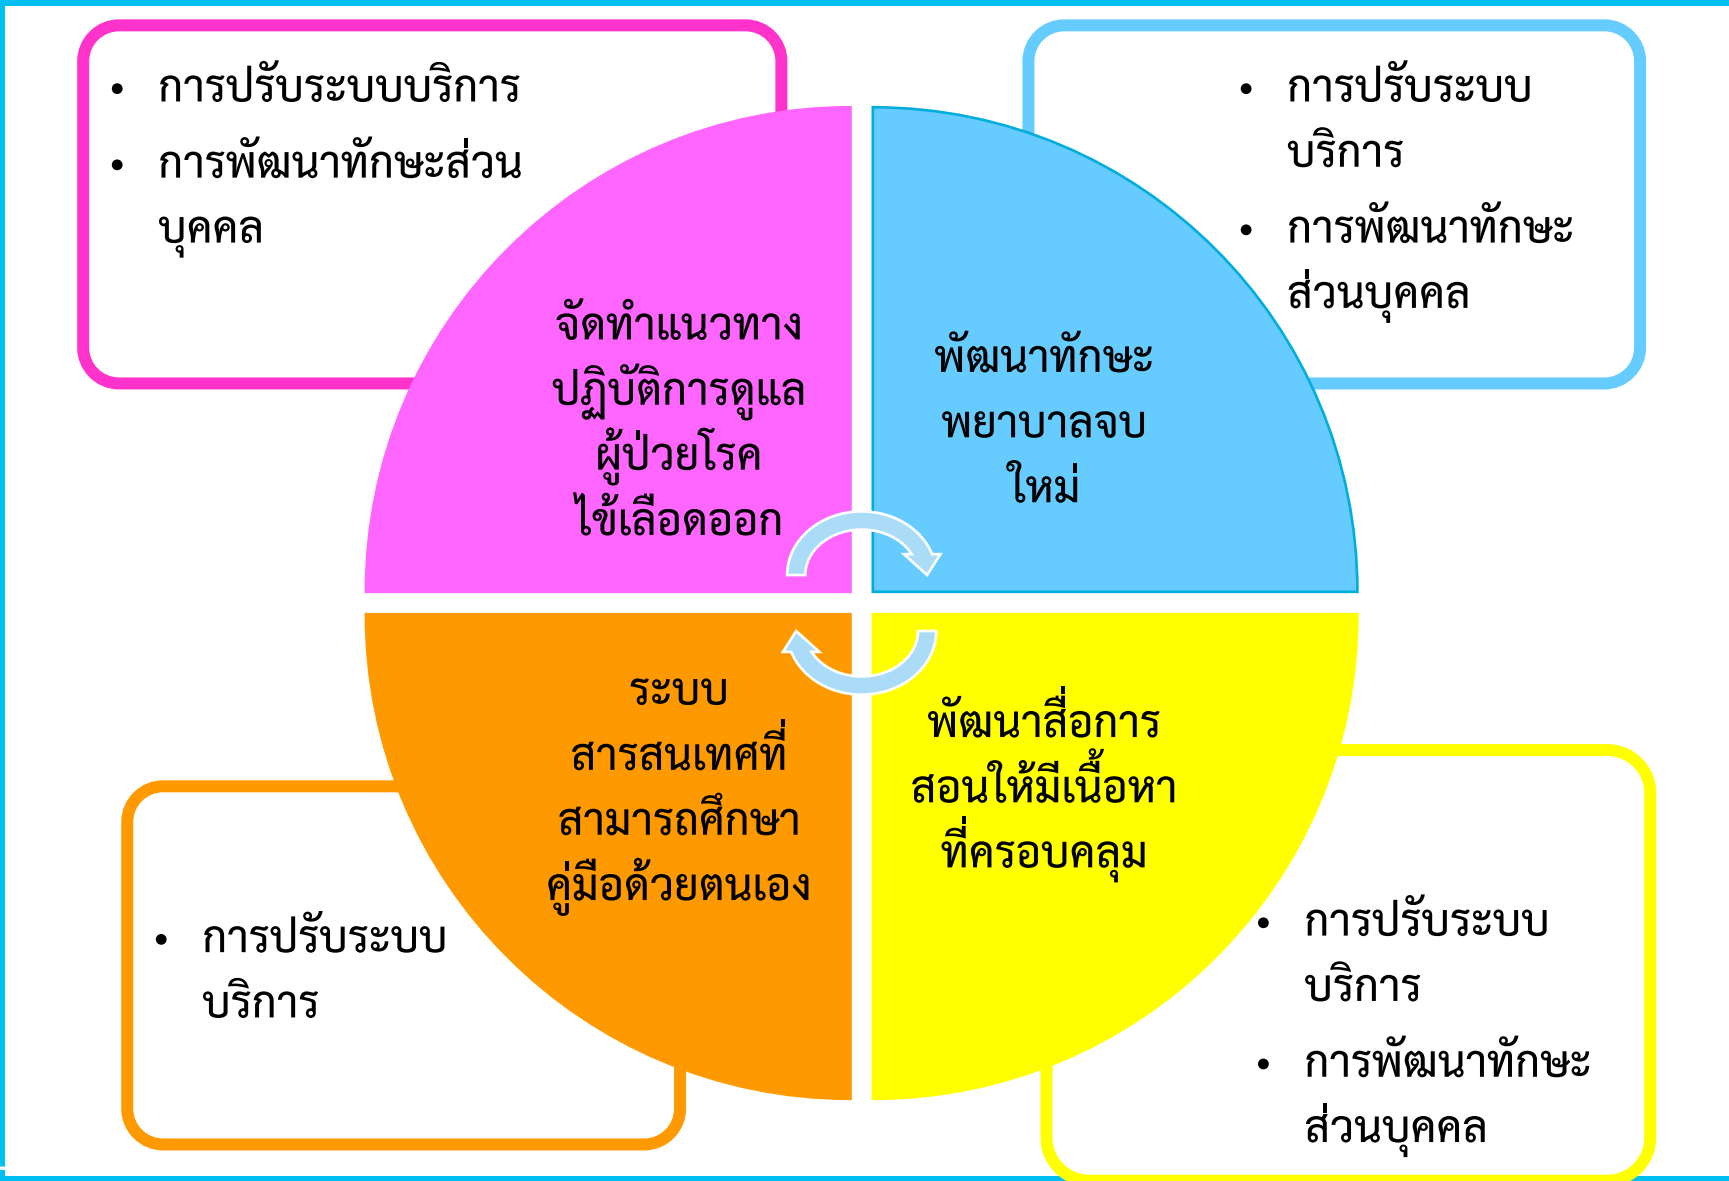 • การปรับระบบบริการ
• การพัฒนาทักษะส่วน
บุคคล
• การปรับระบบ
บริการ
• การพัฒนาทักษะ
ส่วนบุคคล
จัดทำแนวทาง
ปฏิบัติการดูแล
ผู้ป่วยโรค
ไข้เลือดออก
พัฒนาทักษะ
พยาบาลจบ
ใหม่
ระบบ
สารสนเทศที่
สามารถศึกษา
คู่มือด้วยตนเอง
พัฒนาสื่อการ
สอนให้มีเนื้อหา
ที่ครอบคลุม
• การปรับระบบ
บริการ
• การปรับระบบ
บริการ
• การพัฒนาทักษะ
ส่วนบุคคล